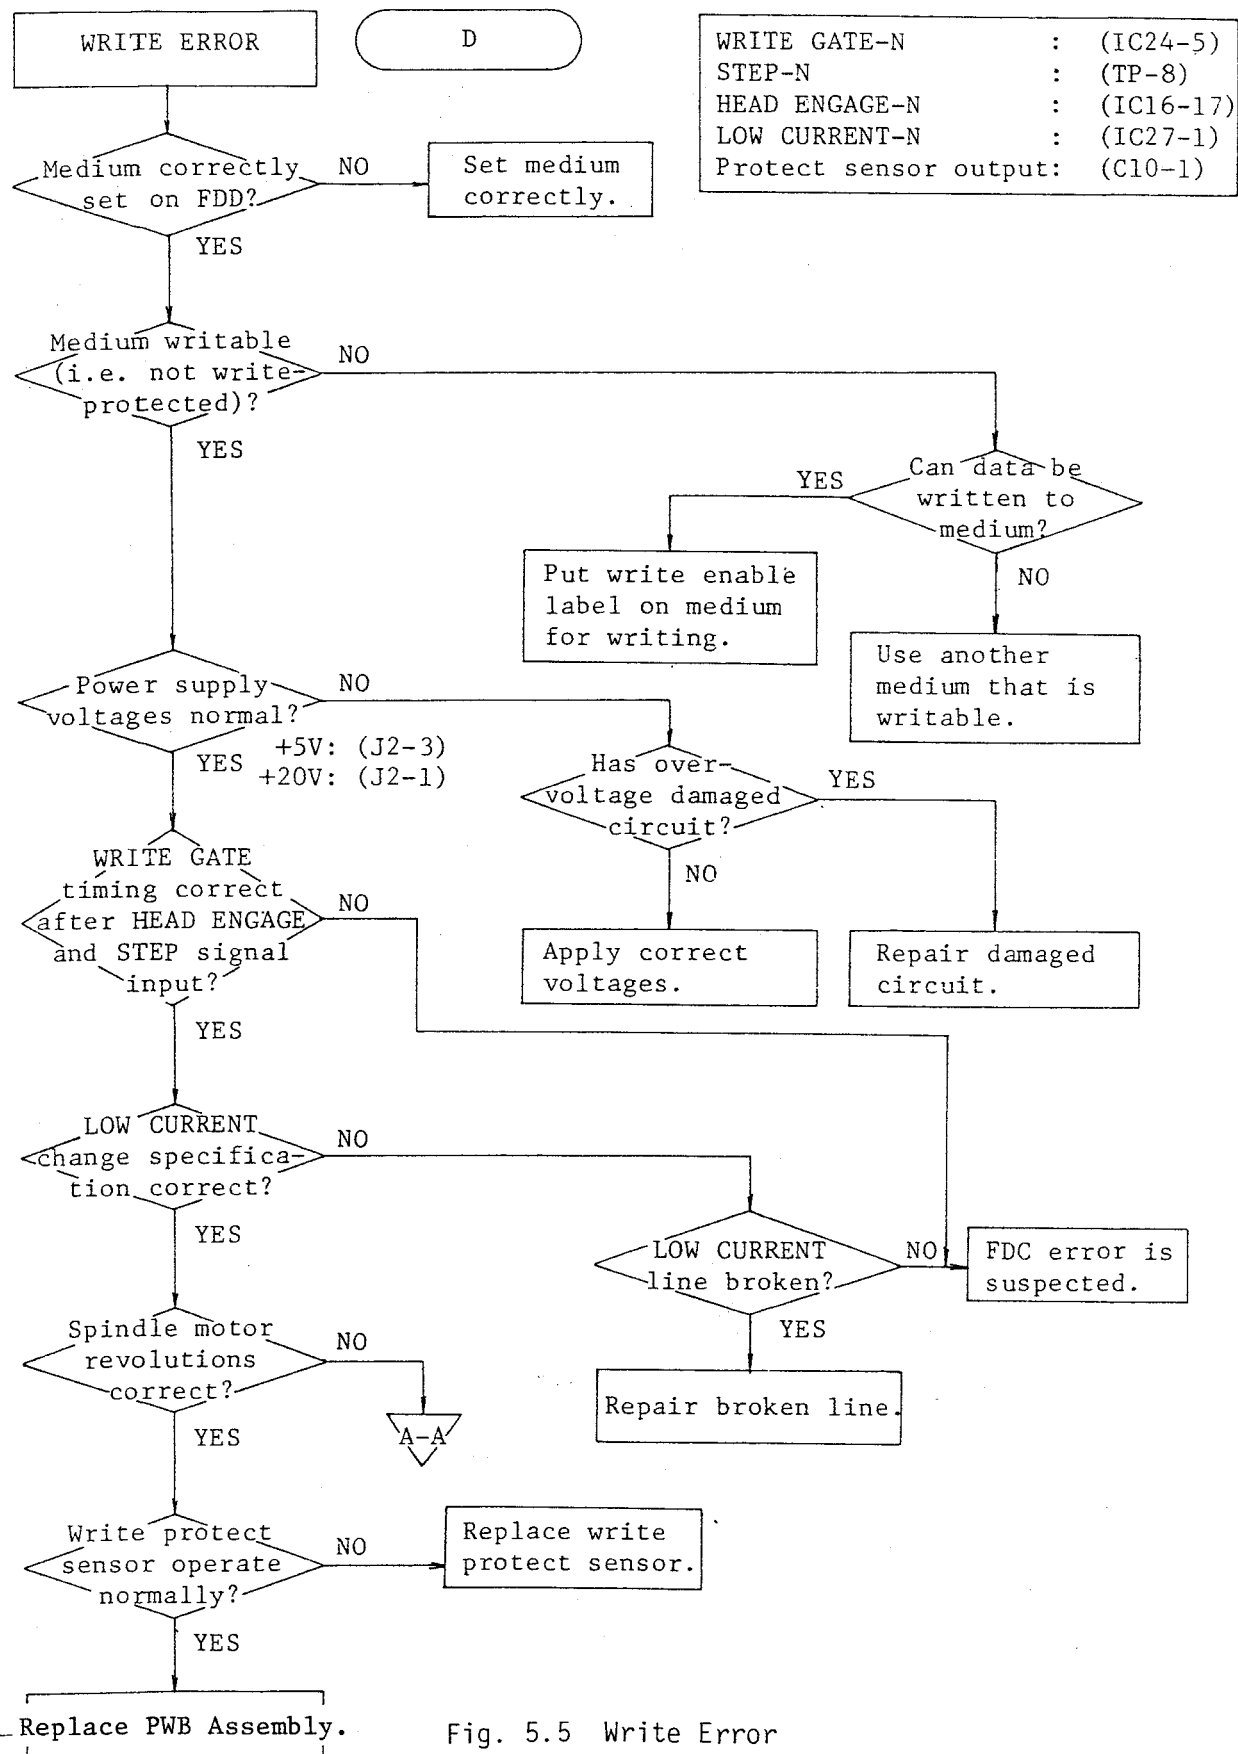 WRITE ERROR
D
WRITE GATE-N : (IC24-5)
STEP-N : (TP-8)
HEAD ENGAGE-N : (IC16-17)
LOW CURRENT-N : (IC27-1)
Protect sensor output: (C10-1)
Medium correctly
set on FDD?
NO
Set medium
correctly.
YES
Medium writable
(i.e. not write-
protected)?
NO
YES
Can data be
written to
medium?
YES
NO
Put write enable
label on medium
for writing.
Use another
medium that is
writable.
Power supply
voltages normal?
NO
YES
+5V: (J2-3)
+20V: (J2-1)
Has over-
voltage damaged
circuit?
YES
NO
Apply correct
voltages.
Repair damaged
circuit.
WRITE GATE
timing correct
after HEAD ENGAGE
and STEP signal
input?
NO
YES
LOW CURRENT
change specifica-
tion correct?
NO
YES
LOW CURRENT
line broken?
NO
FDC error is
suspected.
YES
Repair broken line.
Spindle motor
revolutions
correct?
NO
A-A
YES
Write protect
sensor operate
normally?
NO
Replace write
protect sensor.
YES
Replace PWB Assembly.
Fig. 5.5 Write Error